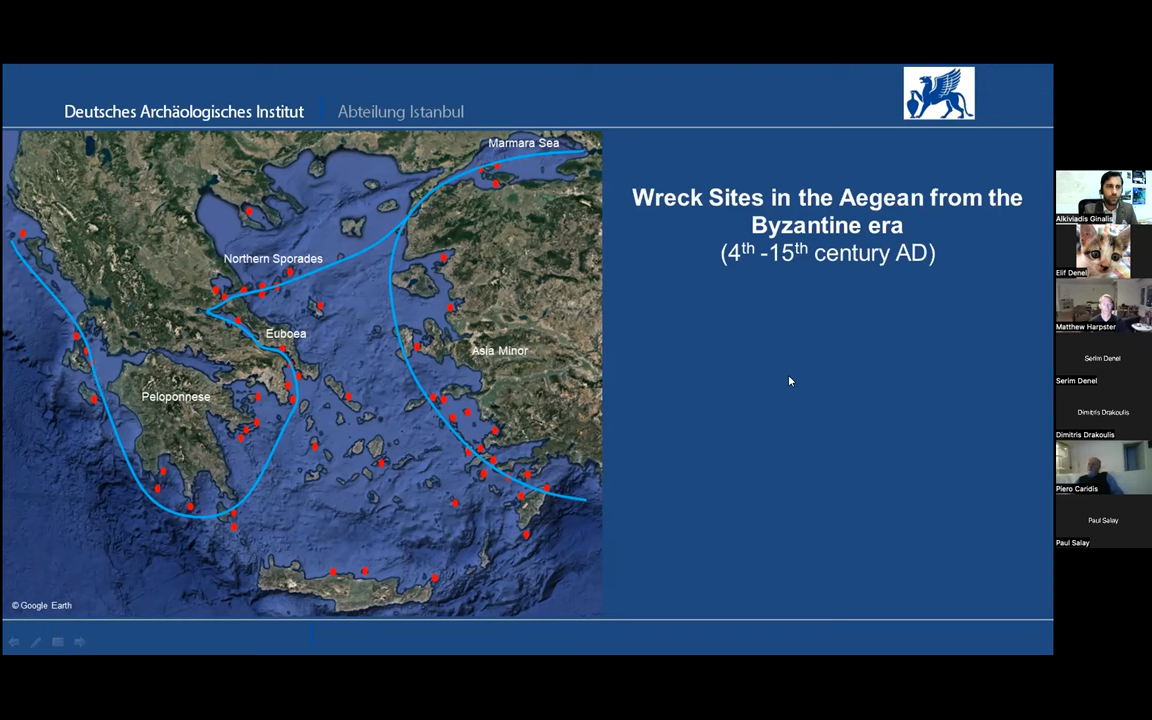 Deutsches Archäologisches Institut
Abteilung Istanbul
Marmara Sea
Northern Sporades
Euboea
Asia Minor
Peloponnese
© Google Earth
Wreck Sites in the Aegean from the
Byzantine era
(4th -15th century AD)
Alkiviadis Ginalis
Elif Denel
Matthew Harpster
Serim Denel
Serim Denel
Dimitris Drakoulis
Dimitris Drakoulis
Piero Caridis
Paul Salay
Paul Salay